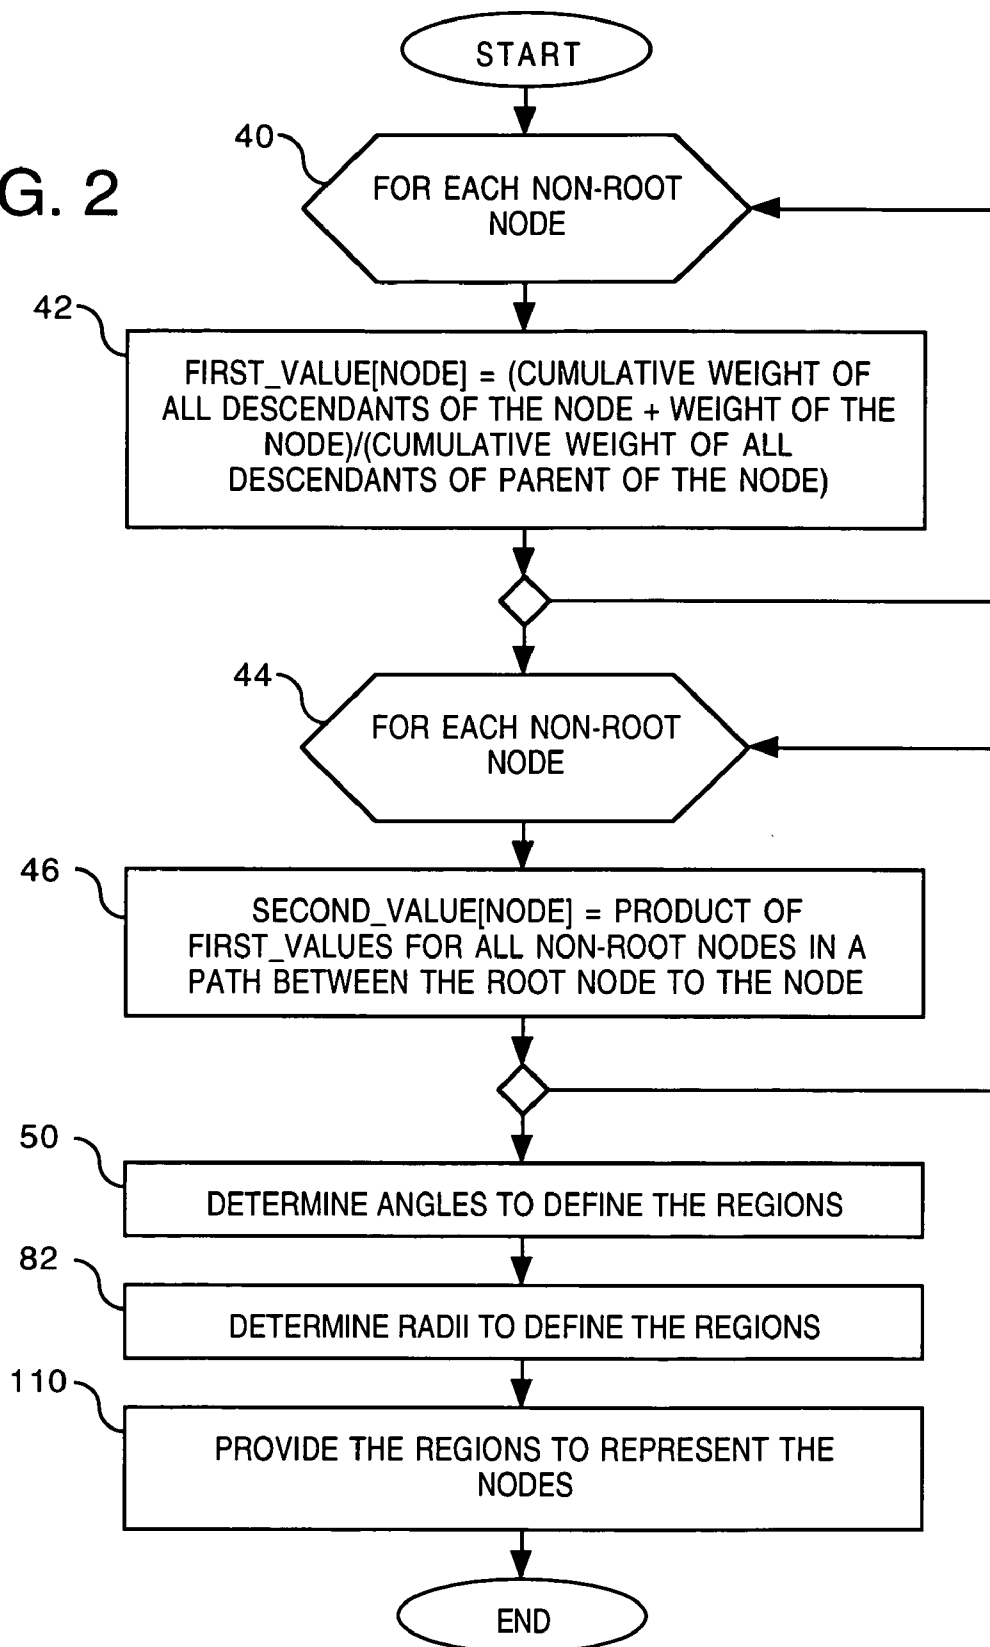 START
40
FOR EACH NON-ROOT
NODE
G. 2
42
FIRST_VALUE[NODE] = (CUMULATIVE WEIGHT OF
ALL DESCENDANTS OF THE NODE + WEIGHT OF THE
NODE)/(CUMULATIVE WEIGHT OF ALL
DESCENDANTS OF PARENT OF THE NODE)
44
FOR EACH NON-ROOT
NODE
46
SECOND_VALUE[NODE] = PRODUCT OF
FIRST_VALUES FOR ALL NON-ROOT NODES IN A
PATH BETWEEN THE ROOT NODE TO THE NODE
50
DETERMINE ANGLES TO DEFINE THE REGIONS
82
DETERMINE RADII TO DEFINE THE REGIONS
110
PROVIDE THE REGIONS TO REPRESENT THE
NODES
END